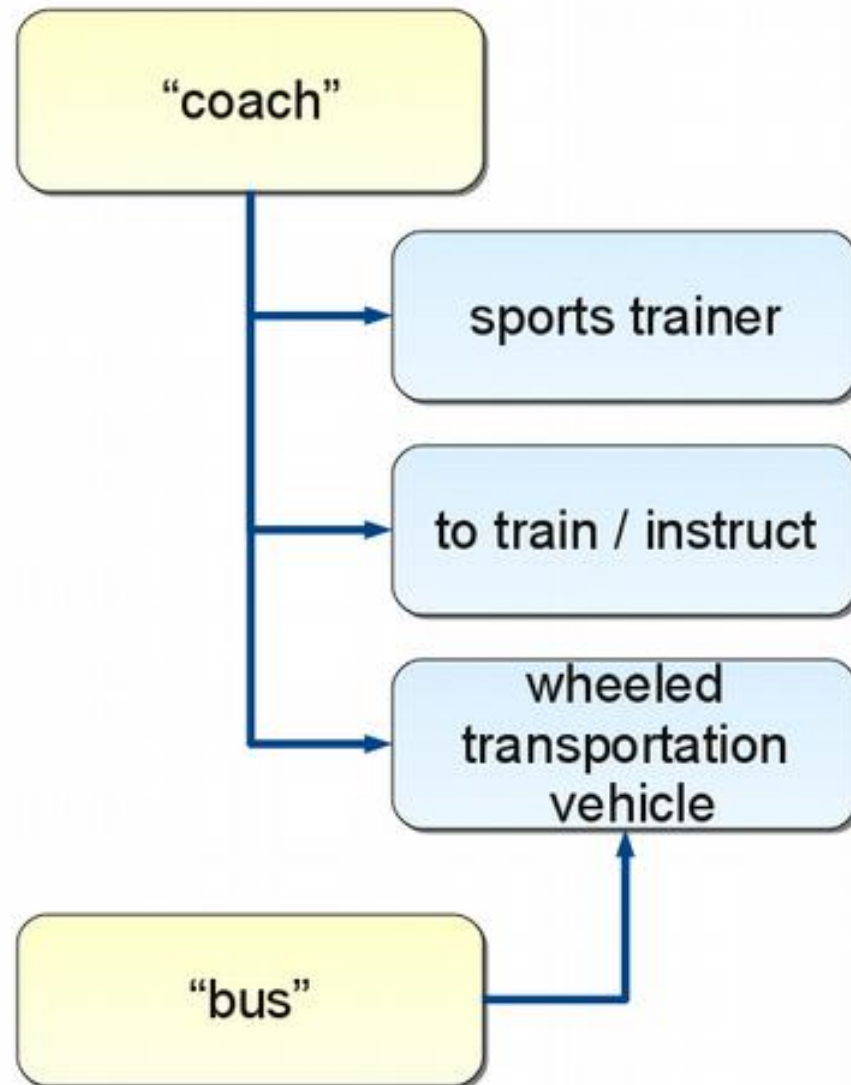 “coach”
sports trainer
to train / instruct
wheeled
transportation
vehicle
“bus”